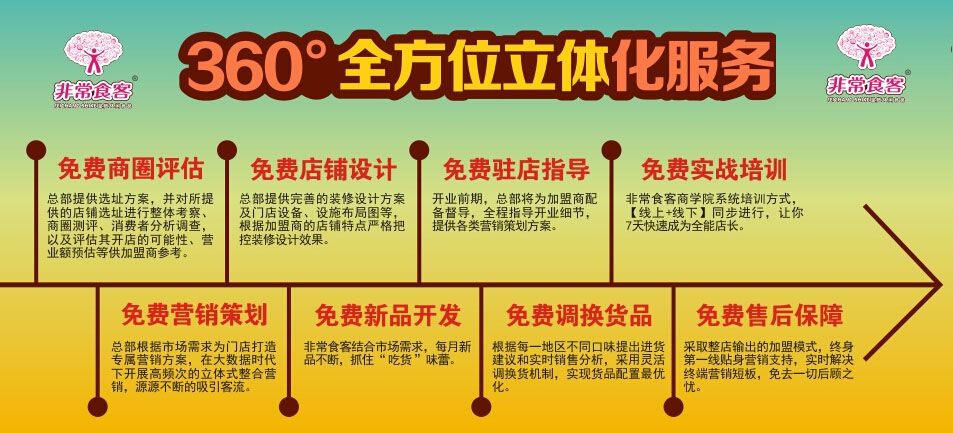 非常食客®
360°全方位立体化服务
非常食客®
免费商圈评估
总部提供选址方案，并对所提
供的店铺选址进行整体考察、
商圈测评、消费者分析调查，
以及评估其开店的可能性、营
业额预估等供加盟商参考。
免费店铺设计
总部提供完善的装修设计方案
及门店设备、设施布局图等，
根据加盟商的店铺特点严格把
控装修设计效果。
免费驻店指导
开业前期，总部将为加盟商配
备督导，全程指导开业细节，
提供各类营销策划方案。
免费实战培训
非常食客商学院系统培训方式，
【线上+线下】同步进行，让你
7天快速成为全能店长。
免费营销策划
总部根据市场需求为门店打造
专属营销方案，在大数据时代
下开展高频次的立体式整合营
销，源源不断的吸引客流。
免费新品开发
非常食客结合市场需求，每月新
品不断，抓住“吃货”味蕾。
免费调换货品
根据每一地区不同口味提出进货
建议和实时销售分析，采用灵活
调换货机制，实现货品配置最优
化。
免费售后保障
采取整店输出的加盟模式，终身
第一线贴身营销支持，实时解决
终端营销短板，免去一切后顾之
忧。